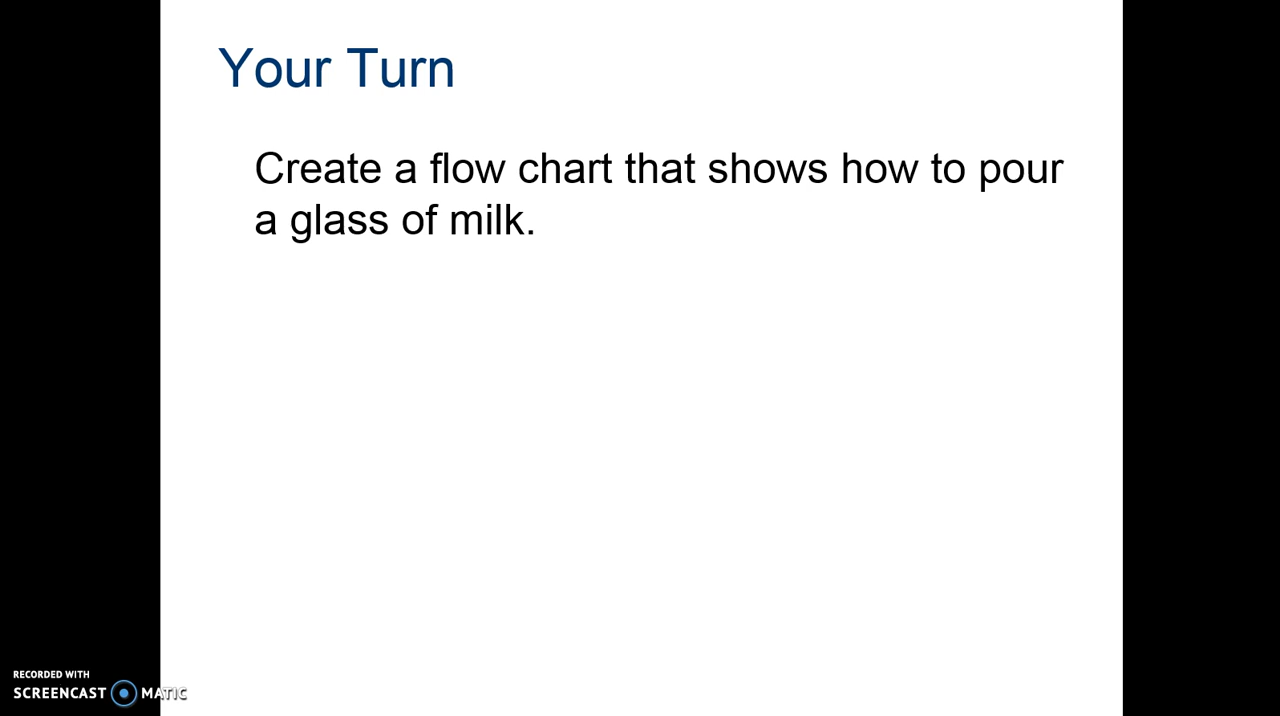 Your Turn
Create a flow chart that shows how to pour
a glass of milk.
RECORDED WITH
SCREENCAST MATIC